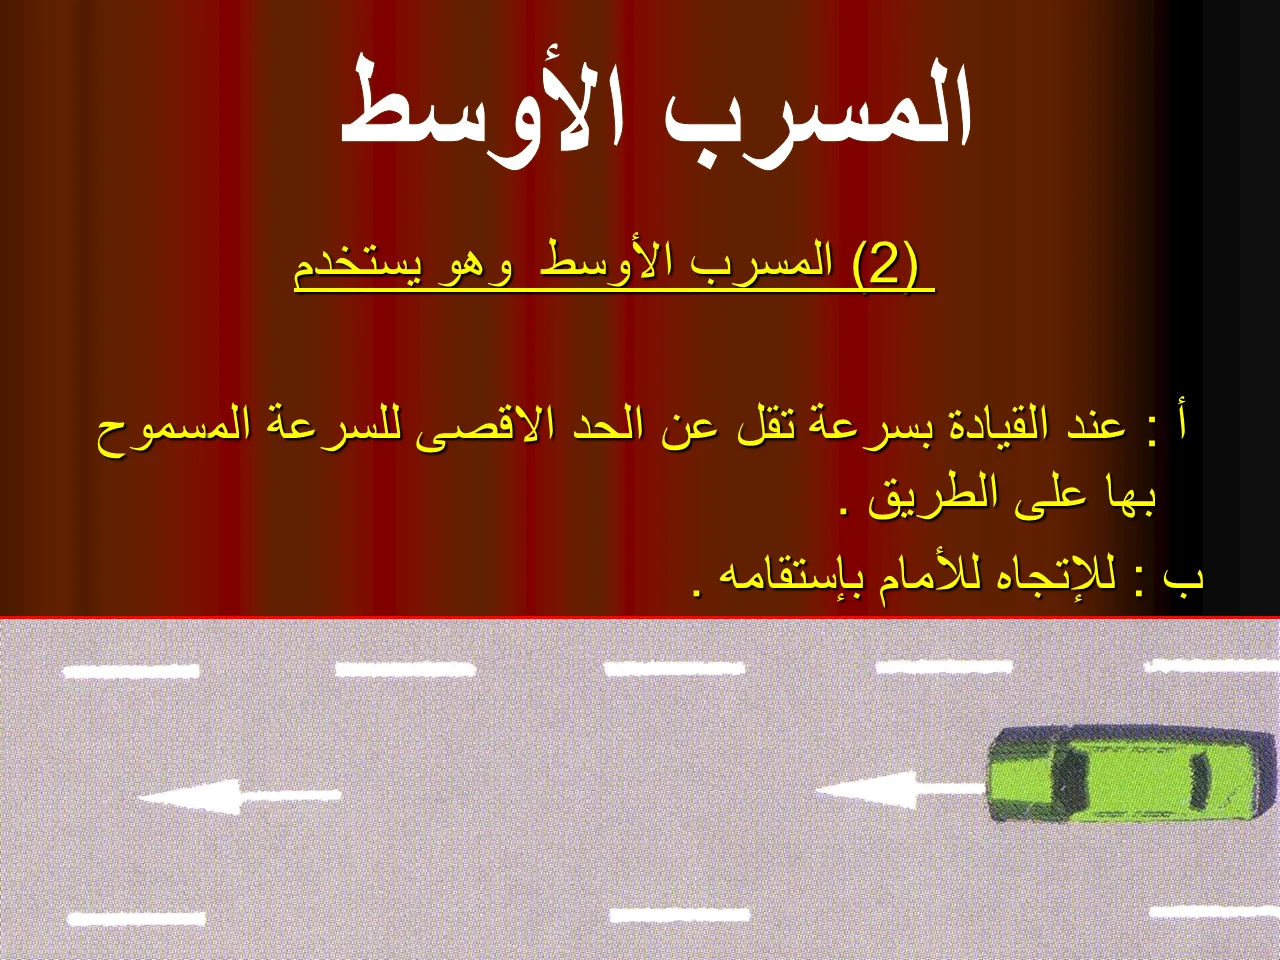 المسرب الأوسط
(2) المسرب الأوسط وهو يستخدم
أ : عند القيادة بسرعة تقل عن الحد الاقصى للسرعة المسموح
بها على الطريق .
ب : للإتجاه للأمام بإستقامه .